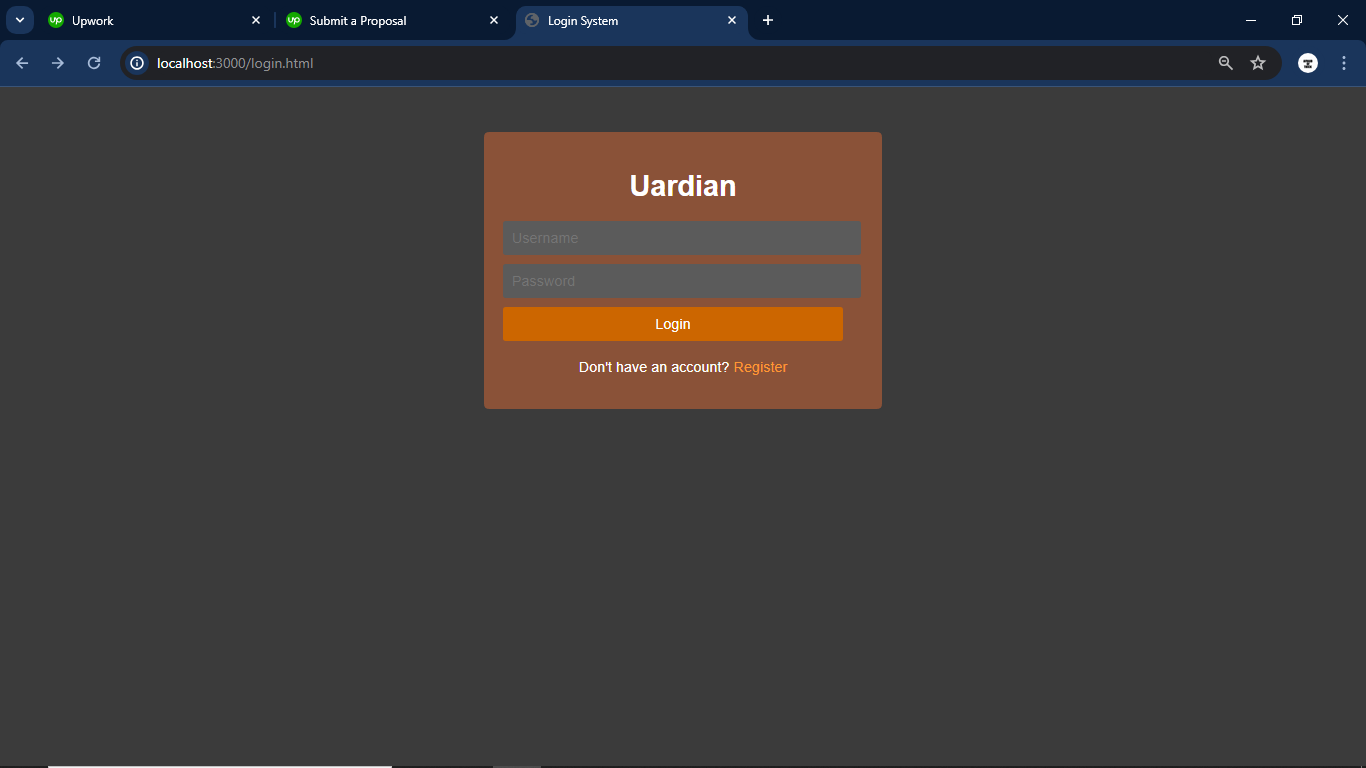 Upwork
Submit a Proposal
Login System
localhost:3000/login.html
Uardian
Username
Password
Login
Don't have an account? Register